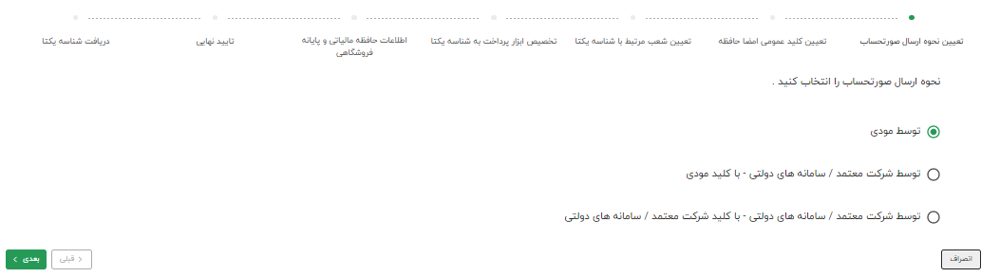 تعیین نحوه ارسال صورتحساب
تعیین کلید عمومی امضا حافظه
تعیین شعب مرتبط با شناسه یکتا
تخصیص ابزار پرداخت به شناسه یکتا
اطلاعات حافظه مالیاتی و پایانه
فروشگاهی
تایید نهایی
دریافت شناسه یکتا
نحوه ارسال صورتحساب را انتخاب کنید .
توسط مودی
توسط شرکت معتمد / سامانه های دولتی - با کلید مودی
توسط شرکت معتمد / سامانه های دولتی - با کلید شرکت معتمد / سامانه های دولتی
انصراف
قبلی
بعدی